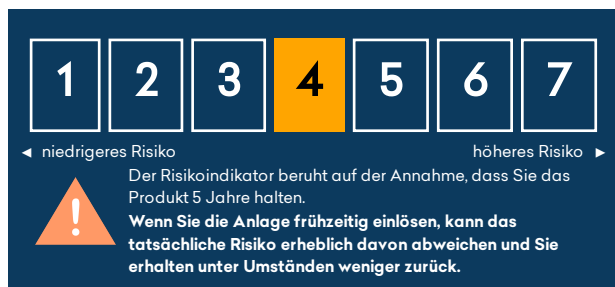 1 2 3 4 5 6 7
◄ niedrigeres Risiko höheres Risiko ►
Der Risikoindikator beruht auf der Annahme, dass Sie das
Produkt 5 Jahre halten.
Wenn Sie die Anlage frühzeitig einlösen, kann das
tatsächliche Risiko erheblich davon abweichen und Sie
erhalten unter Umständen weniger zurück.
!